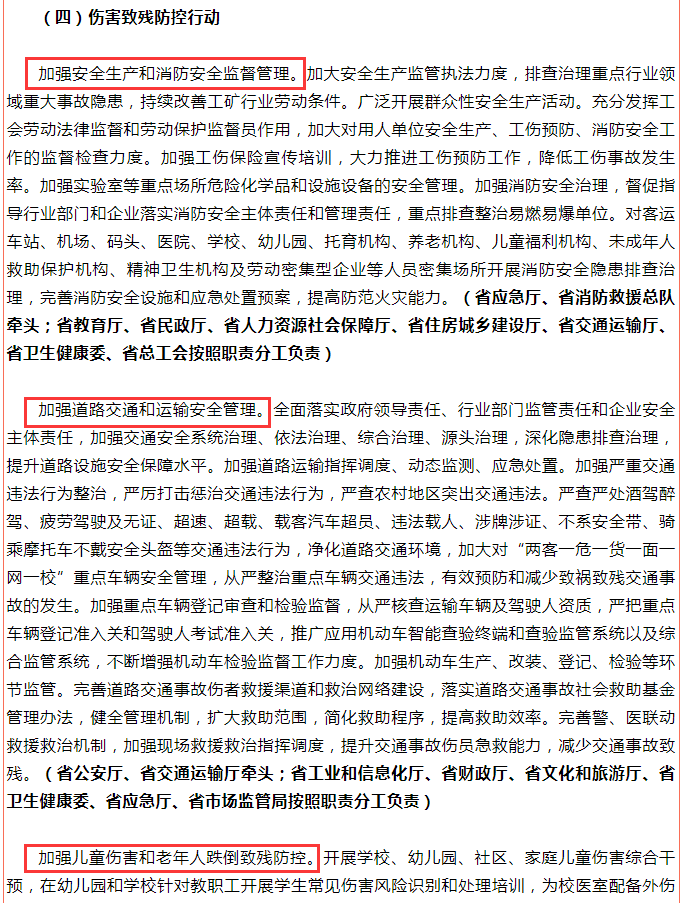 （四）伤害致残防控行动
加强安全生产和消防安全监督管理。加大安全生产监管执法力度，排查治理重点行业领
域重大事故隐患，持续改善工矿行业劳动条件。广泛开展群众性安全生产活动。充分发挥工
会劳动法律监督和劳动保护监督员作用，加大对用人单位安全生产、工伤预防、消防安全工
作的监督检查力度。加强工伤保险宣传培训，大力推进工伤预防工作，降低工伤事故发生
率。加强实验室等重点场所危险化学品和设施设备的安全管理。加强消防安全治理，督促指
导行业部门和企业落实消防安全主体责任和管理责任，重点排查整治易燃易爆单位。对客运
车站、机场、码头、医院、学校、幼儿园、托育机构、养老机构、儿童福利机构、未成年人
救助保护机构、精神卫生机构及劳动密集型企业等人员密集场所开展消防安全隐患排查治
理，完善消防安全设施和应急处置预案，提高防范火灾能力。（省应急厅、省消防救援总队
牵头；省教育厅、省民政厅、省人力资源社会保障厅、省住房城乡建设厅、省交通运输厅、
省卫生健康委、省总工会按照职责分工负责）
加强道路交通和运输安全管理。全面落实政府领导责任、行业部门监管责任和企业安全
主体责任，加强交通安全系统治理、依法治理、综合治理、源头治理，深化隐患排查治理，
提升道路设施安全保障水平。加强道路运输指挥调度、动态监测、应急处置。加强严重交通
违法行为整治，严厉打击惩治交通违法行为，严查农村地区突出交通违法。严查严处酒驾醉
驾、疲劳驾驶及无证、超速、超载、载客汽车超员、违法载人、涉牌涉证、不系安全带、骑
乘摩托车不戴安全头盔等交通违法行为，净化道路交通环境，加大对“两客一危一货一面一
网一校”重点车辆安全管理，从严整治重点车辆交通违法，有效预防和减少致祸致残交通事
故的发生。加强重点车辆登记审查和检验监督，从严核查运输车辆及驾驶人资质，严把重点
车辆登记准入关和驾驶人考试准入关，推广应用机动车智能查验终端和查验监管系统以及综
合监管系统，不断增强机动车检验监督工作力度。加强机动车生产、改装、登记、检验等环
节监管。完善道路交通事故伤者救援渠道和救治网络建设，落实道路交通事故社会救助基金
管理办法，健全管理机制，扩大救助范围，简化救助程序，提高救助效率。完善警、医联动
救援救治机制，加强现场救援救治指挥调度，提升交通事故伤员急救能力，减少交通事故致
残。（省公安厅、省交通运输厅牵头；省工业和信息化厅、省财政厅、省文化和旅游厅、省
卫生健康委、省应急厅、省市场监管局按照职责分工负责）
加强儿童伤害和老年人跌倒致残防控。开展学校、幼儿园、社区、家庭儿童伤害综合干
预，在幼儿园和学校针对教职工开展学生常见伤害风险识别和处理培训，为校医室配备外伤